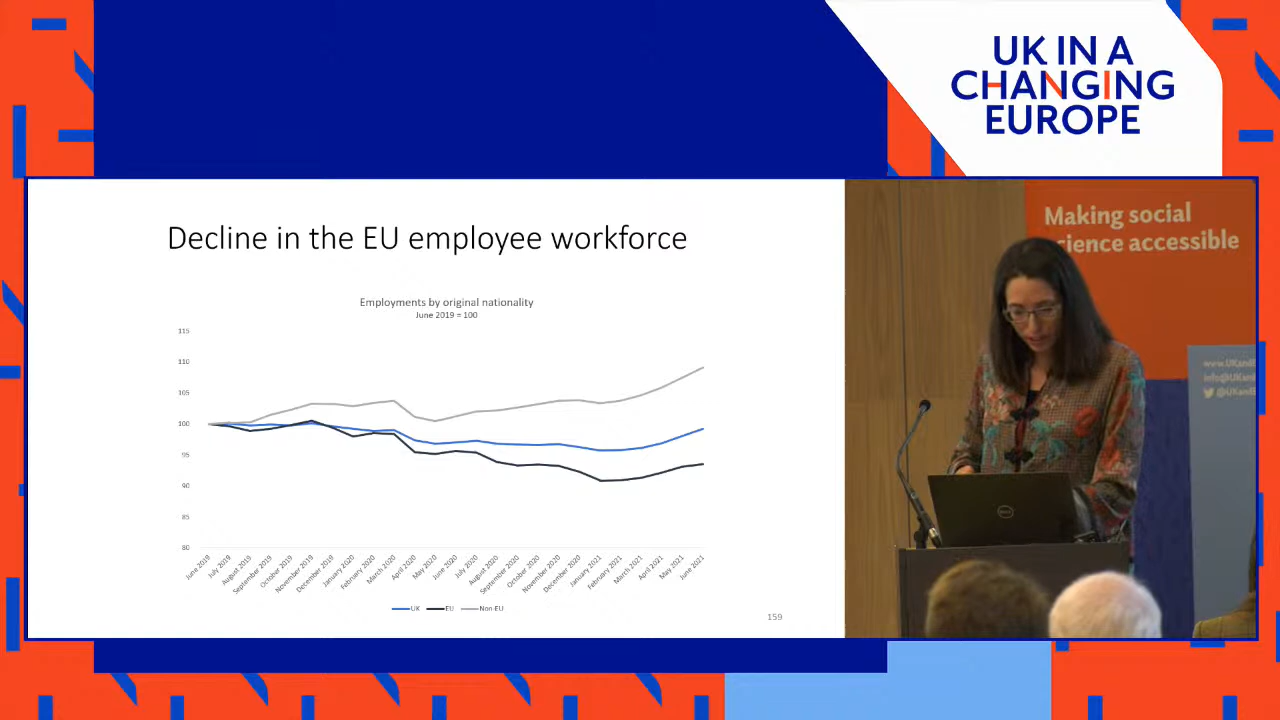 UK IN A
CHANGING
EUROPE
Decline in the EU employee workforce
Employments by original nationality
June 2019 = 100
115
110
105
100
95
90
85
80
June 2019
July 2019
August 2019
September 2019
October 2019
November 2019
December 2019
January 2020
February 2020
March 2020
April 2020
May 2020
June 2020
July 2020
August 2020
September 2020
October 2020
November 2020
December 2020
January 2021
February 2021
March 2021
April 2021
May 2021
June 2021
UK EU Non-EU
159
Making social
science accessible
DELL